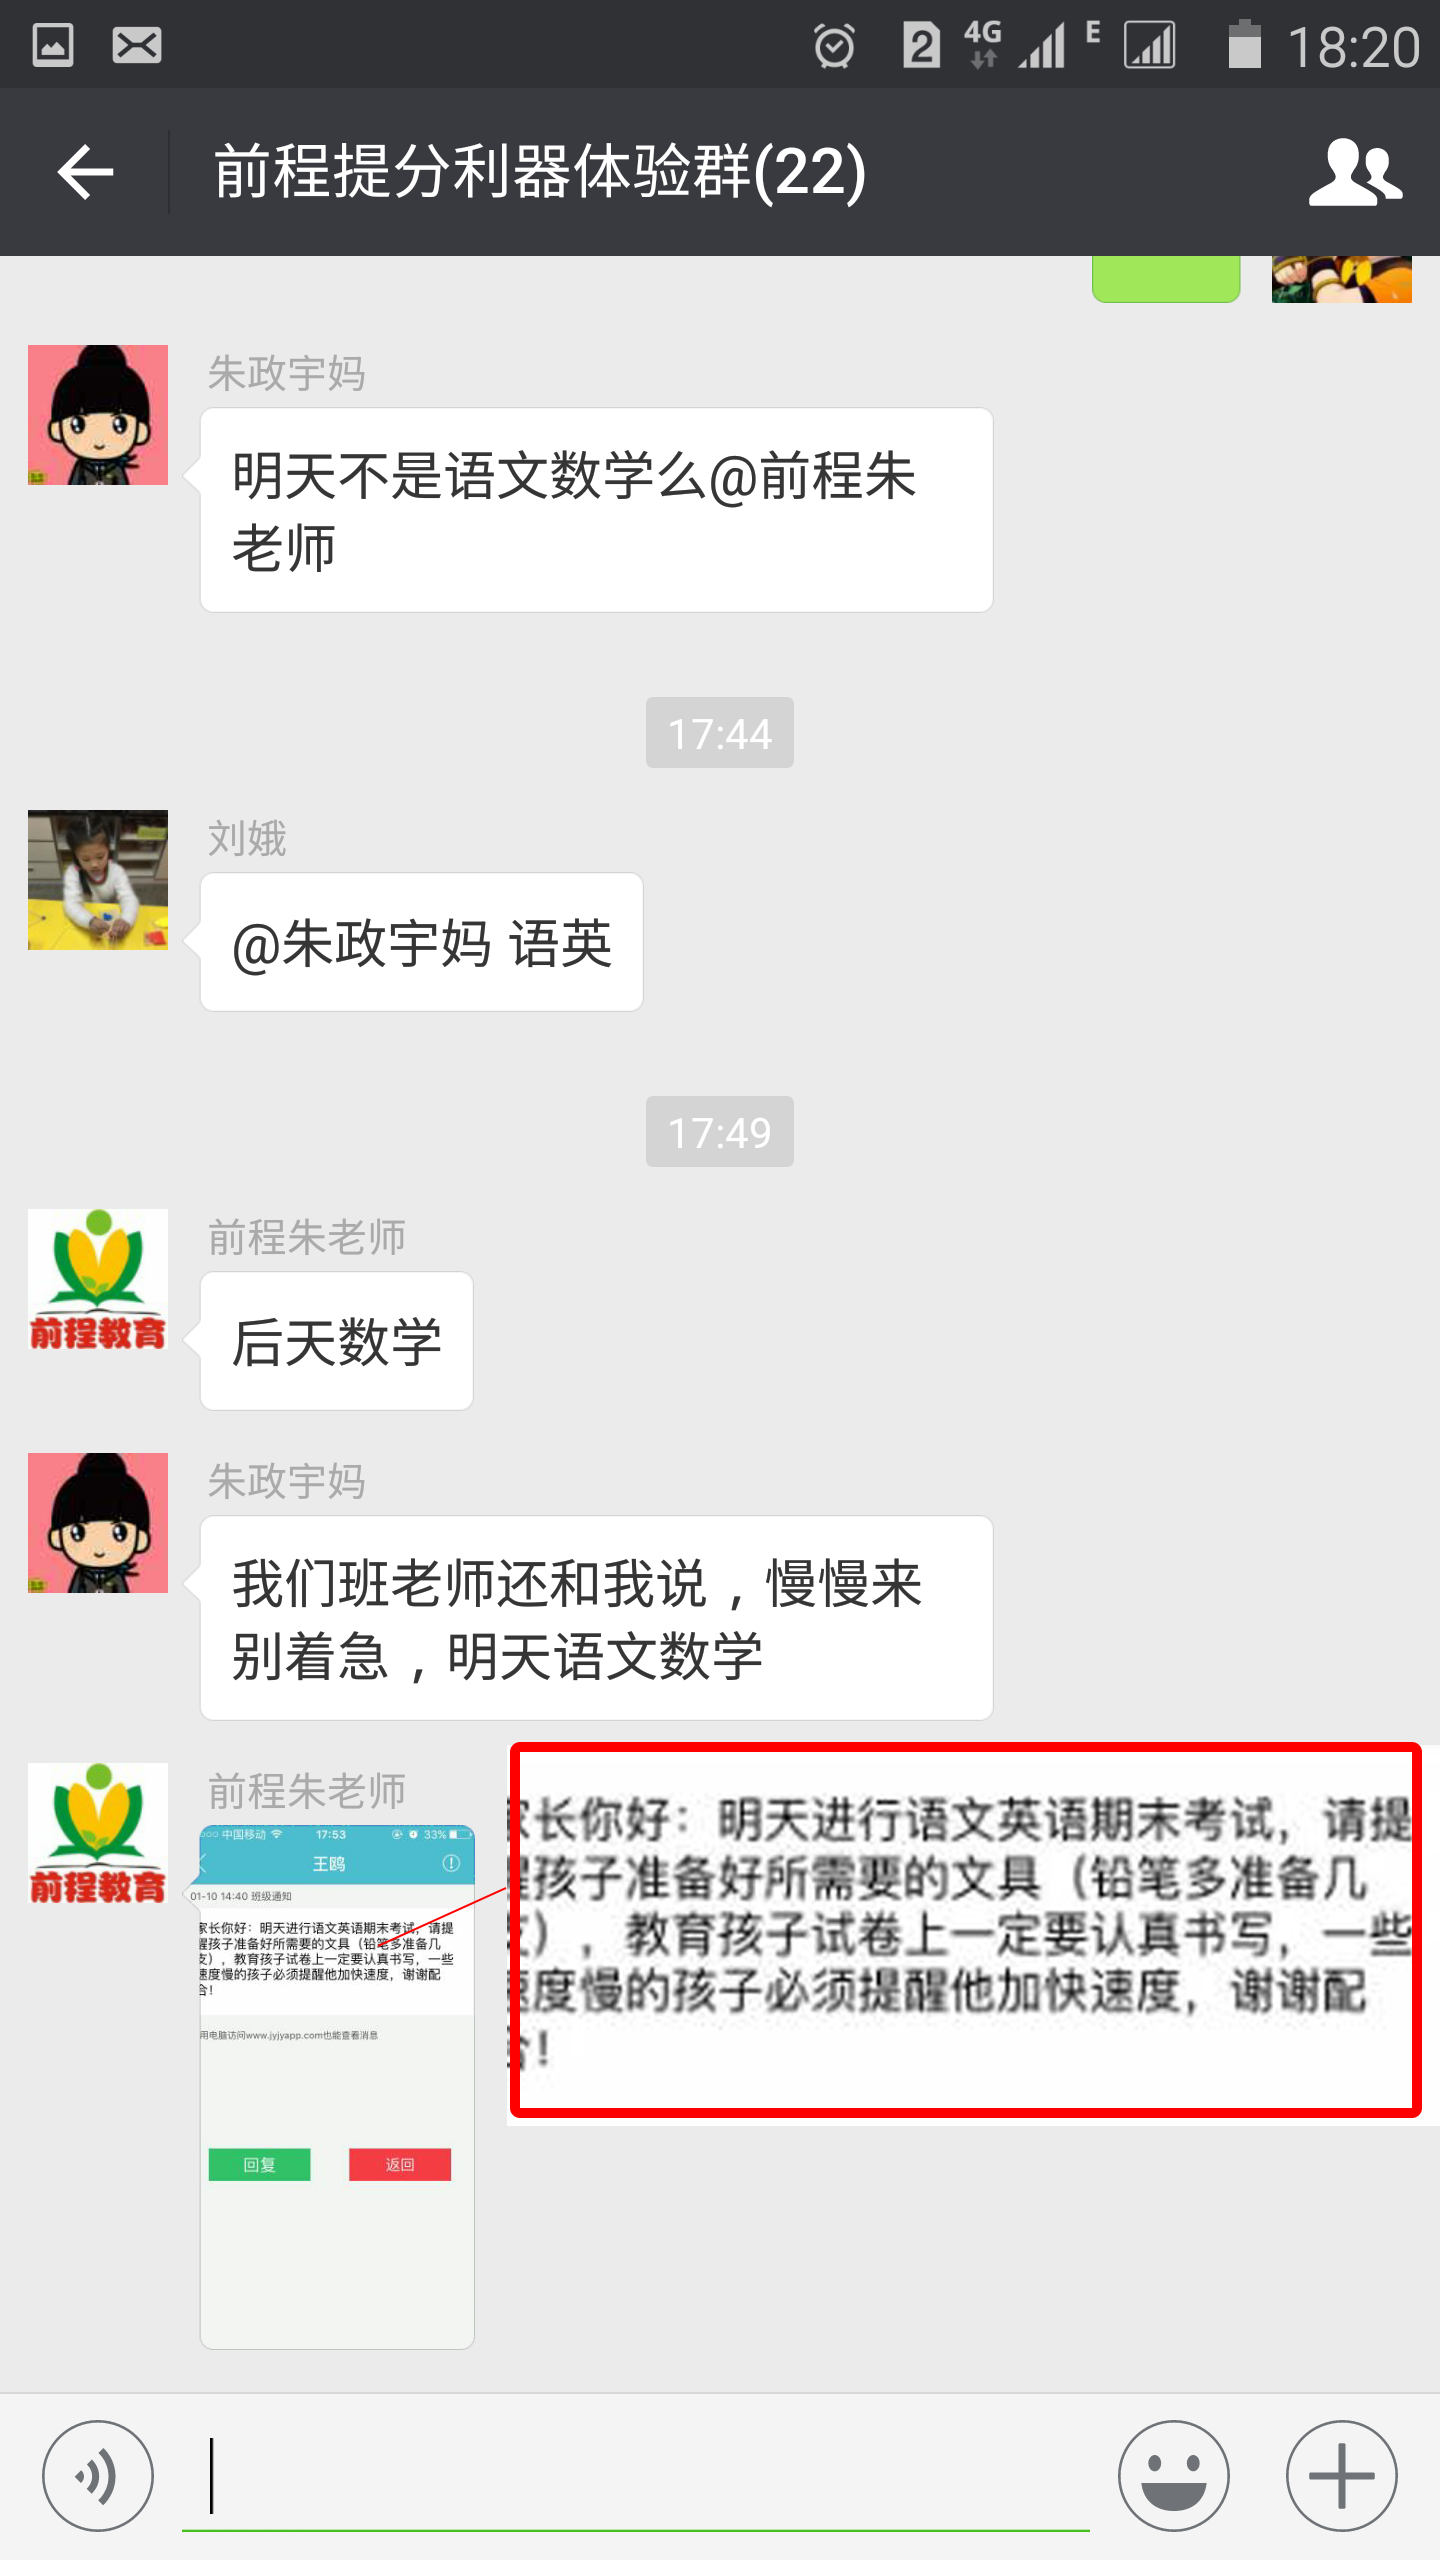 4G E 18:20
前程提分利器体验群(22)
朱政宇妈
明天不是语文数学么@前程朱
老师
17:44
刘娥
@朱政宇妈 语英
17:49
前程朱老师
前程教育
后天数学
朱政宇妈
我们班老师还和我说，慢慢来
别着急，明天语文数学
前程朱老师
前程教育
中国移动 17:53 33%
王鸥
01-10 14:40 班级通知
家长你好：明天进行语文英语期末考试，请提
醒孩子准备好所需要的文具（铅笔多准备几
支），教育孩子试卷上一定要认真书写，一些
速度慢的孩子必须提醒他加快速度，谢谢配
合！
用电脑访问www.jyjyapp.com也能查看消息
回复 返回
家长你好：明天进行语文英语期末考试，请提
醒孩子准备好所需要的文具（铅笔多准备几
支），教育孩子试卷上一定要认真书写，一些
速度慢的孩子必须提醒他加快速度，谢谢配
合！